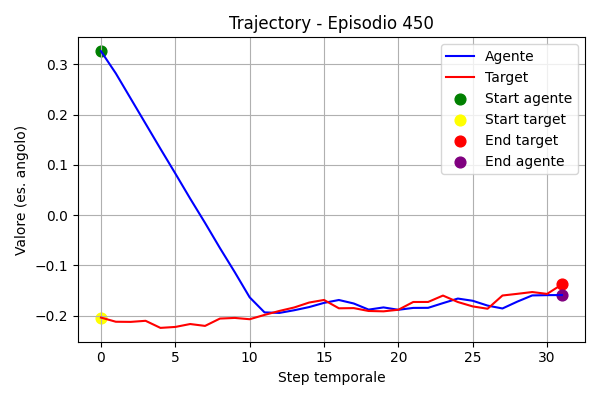 Trajectory - Episodio 450
Agente
Target
Start agente
Start target
End target
End agente
Valore (es. angolo)
0.3
0.2
0.1
0.0
−0.1
−0.2
0 5 10 15 20 25 30
Step temporale